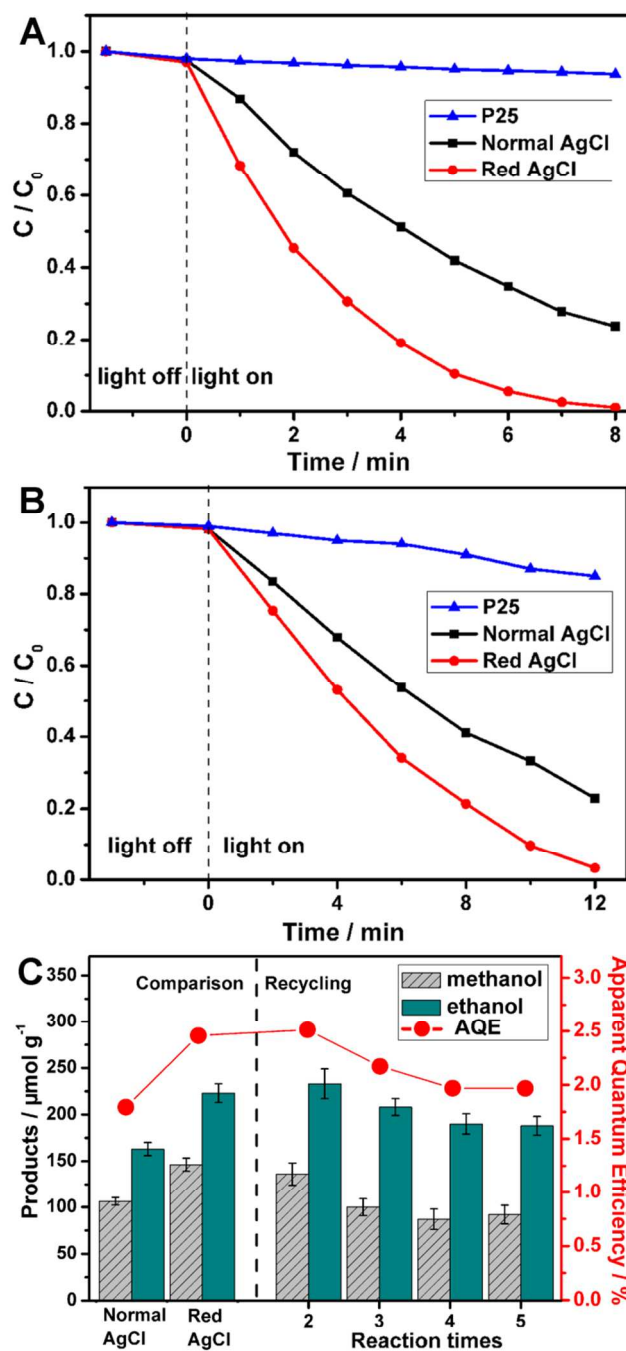 A
C / C0
1.0
0.8
0.6
0.4
0.2
0.0
P25
Normal AgCl
Red AgCl
light off
light on
0
2
4
6
8
Time / min
B
C / C0
1.0
0.8
0.6
0.4
0.2
0.0
P25
Normal AgCl
Red AgCl
light off
light on
0
4
8
12
Time / min
C
Products / μmol g-1
350
300
250
200
150
100
50
0
Comparison
Recycling
methanol
ethanol
AQE
3.0
2.5
2.0
1.5
1.0
0.5
0.0
Apparent Quantum Efficiency / %
Normal
AgCl
Red
AgCl
2
3
4
5
Reaction times